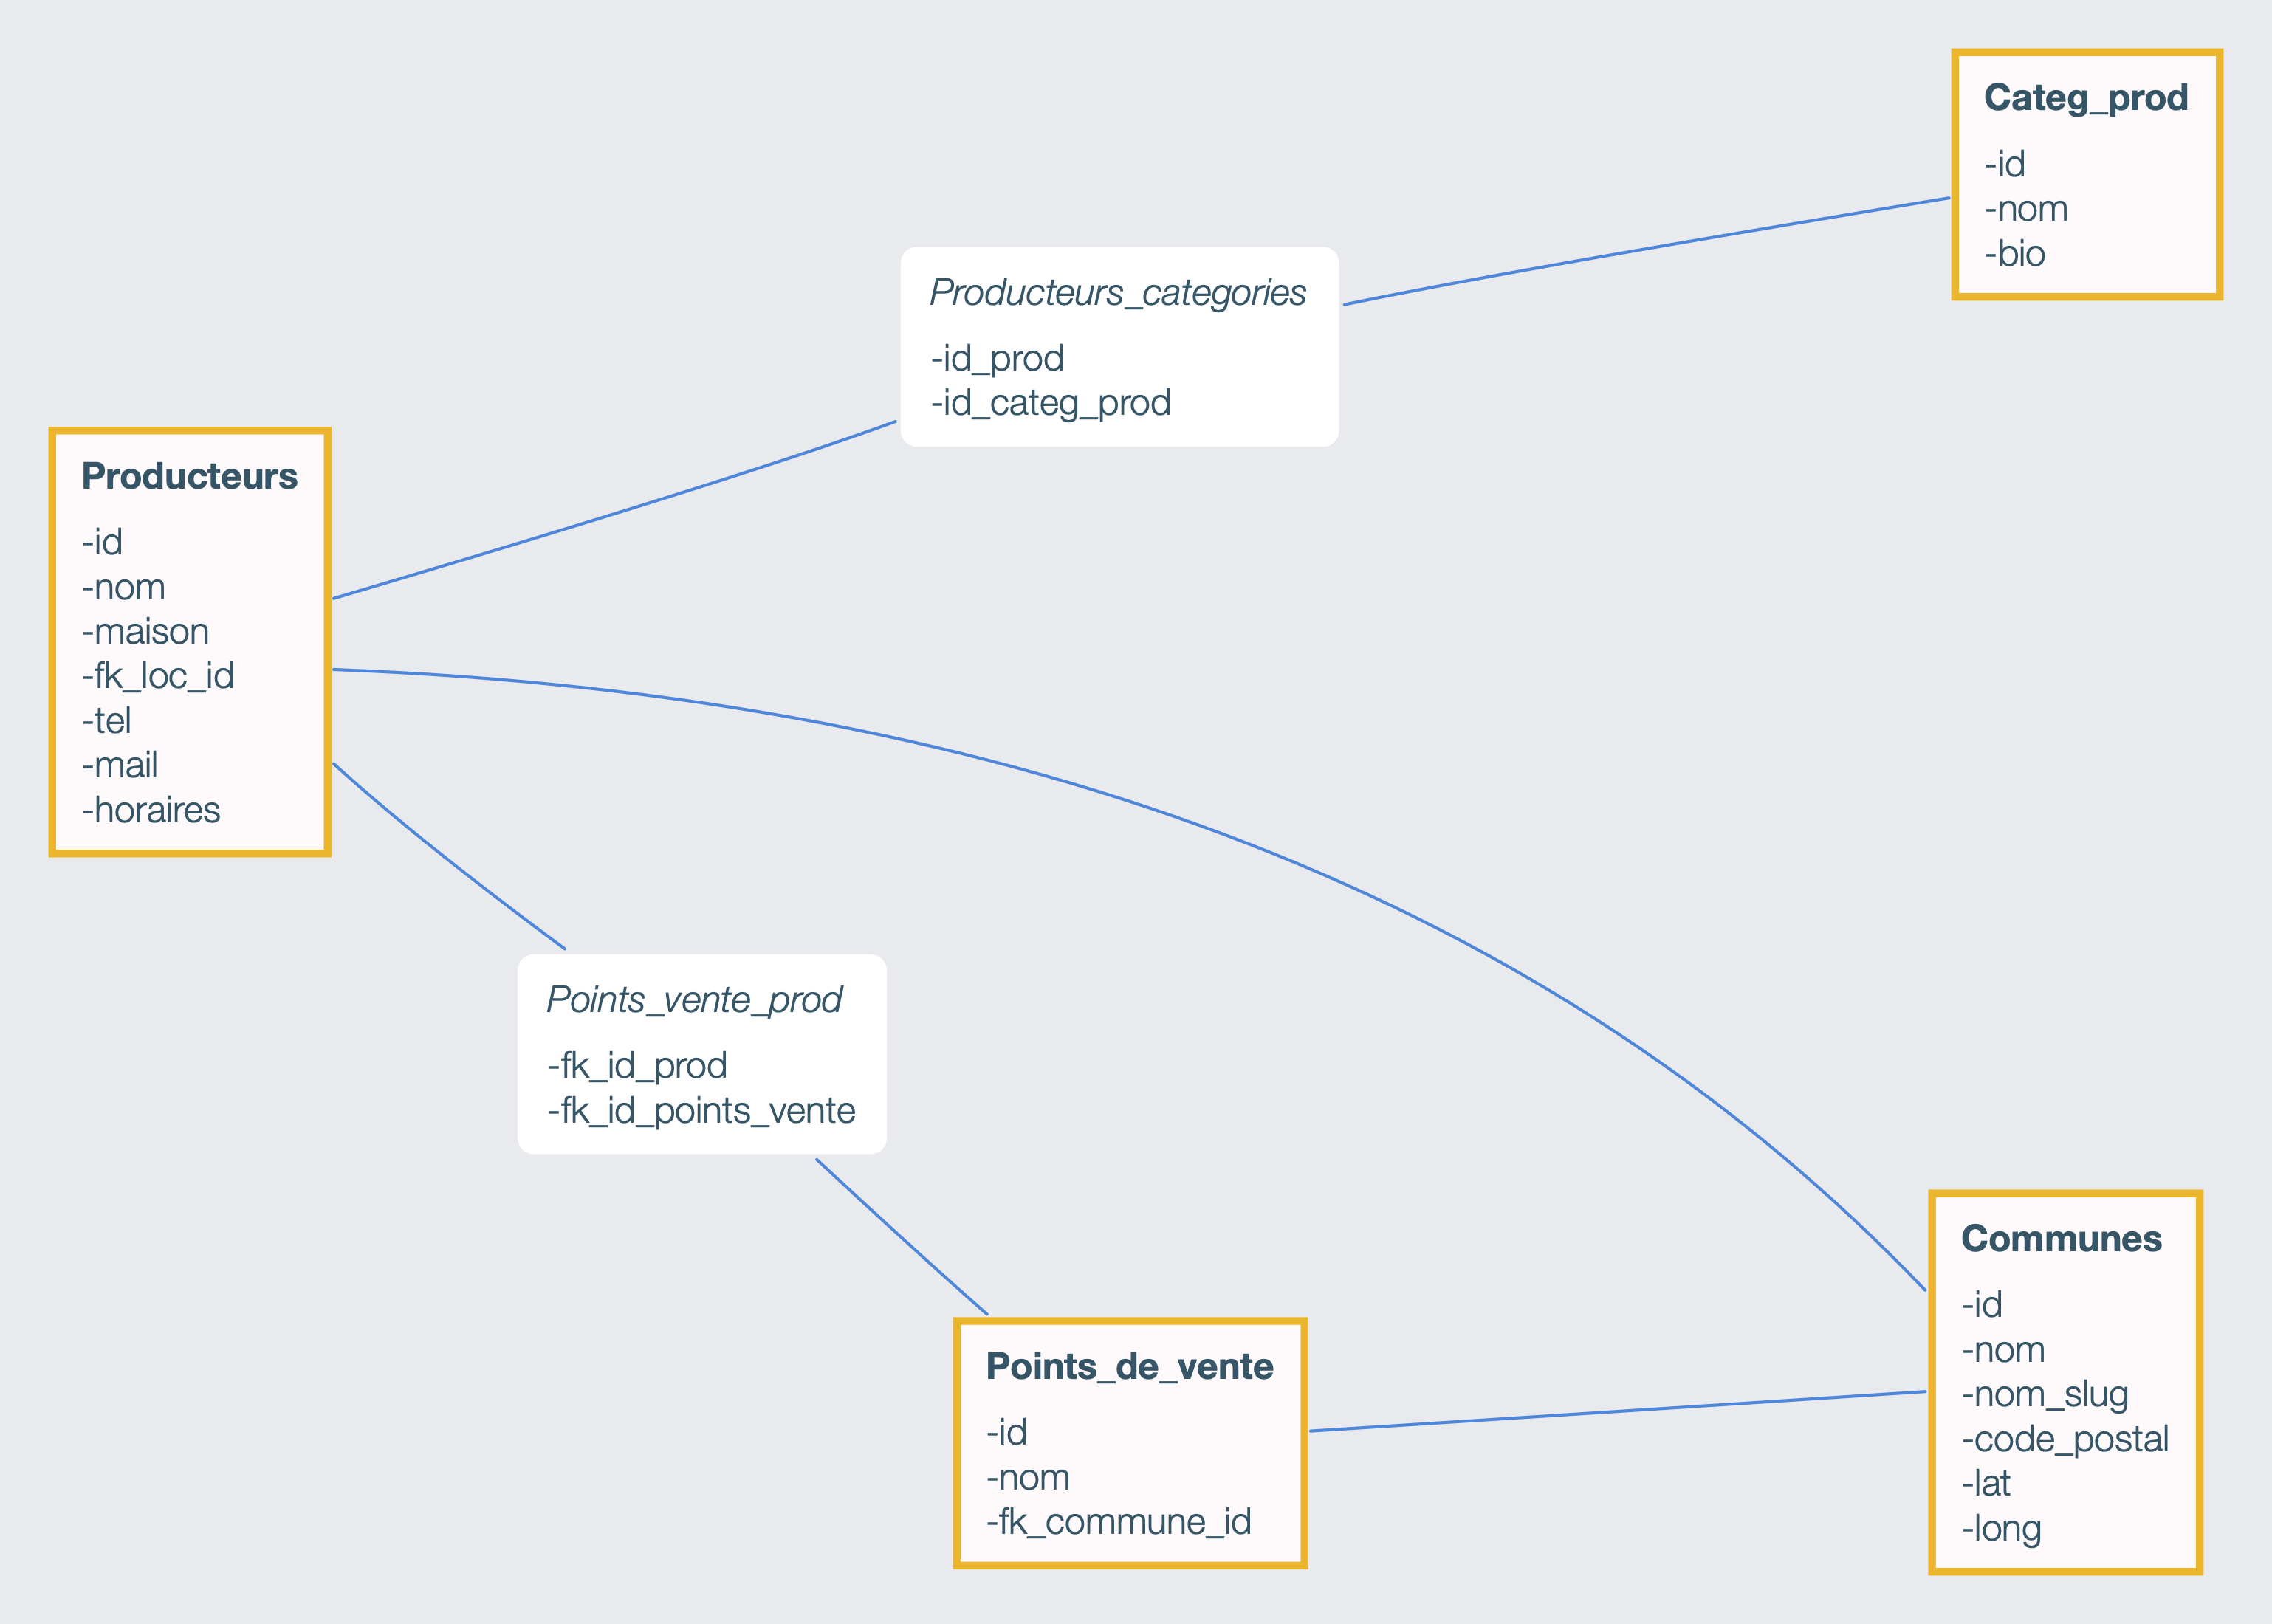 Categ_prod
-id
-nom
-bio
Producteurs_categories
-id_prod
-id_categ_prod
Producteurs
-id
-nom
-maison
-fk_loc_id
-tel
-mail
-horaires
Points_vente_prod
-fk_id_prod
-fk_id_points_vente
Communes
-id
-nom
-nom_slug
-code_postal
-lat
-long
Points_de_vente
-id
-nom
-fk_commune_id